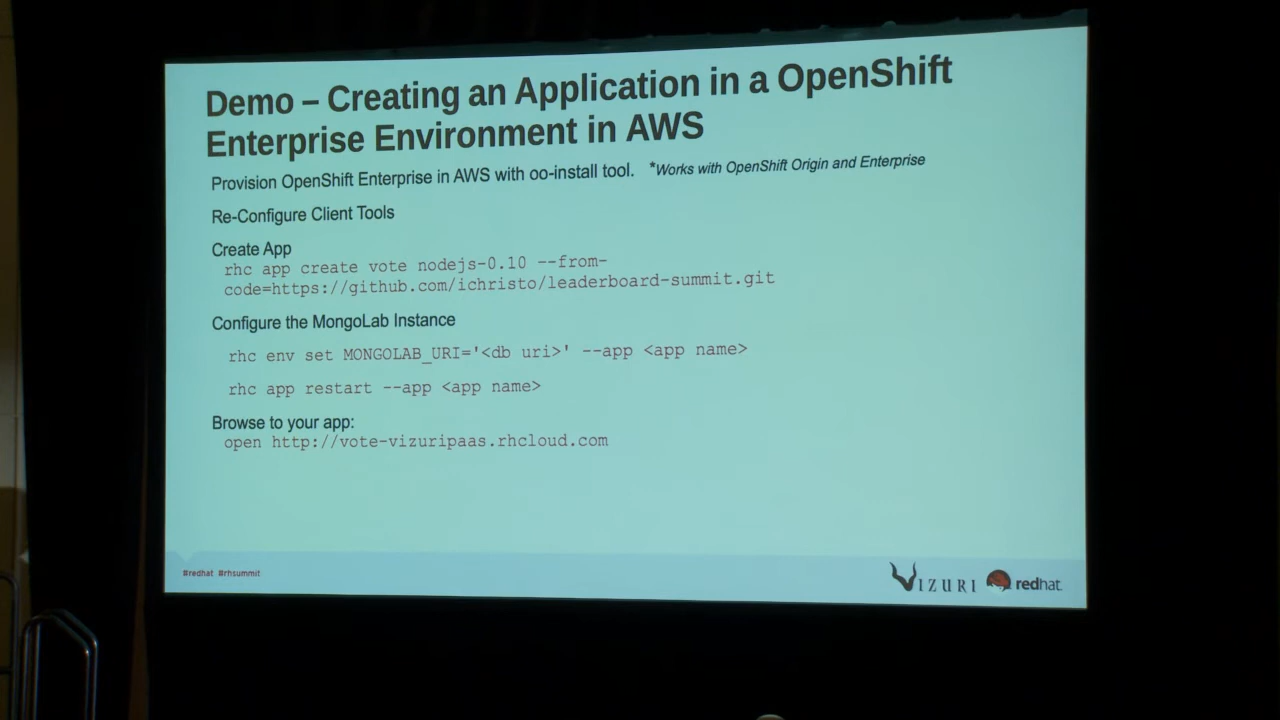 Demo – Creating an Application in a OpenShift
Enterprise Environment in AWS
Provision OpenShift Enterprise in AWS with oo-install tool. *Works with OpenShift Origin and Enterprise
Re-Configure Client Tools
Create App
rhc app create vote nodejs-0.10 --from-
code=https://github.com/ichristo/leaderboard-summit.git
Configure the MongoLab Instance
rhc env set MONGOLAB_URI='<db uri>' --app <app name>
rhc app restart --app <app name>
Browse to your app:
open http://vote-vizuripaas.rhcloud.com
#redhat #rhsummit
VIZURI redhat.